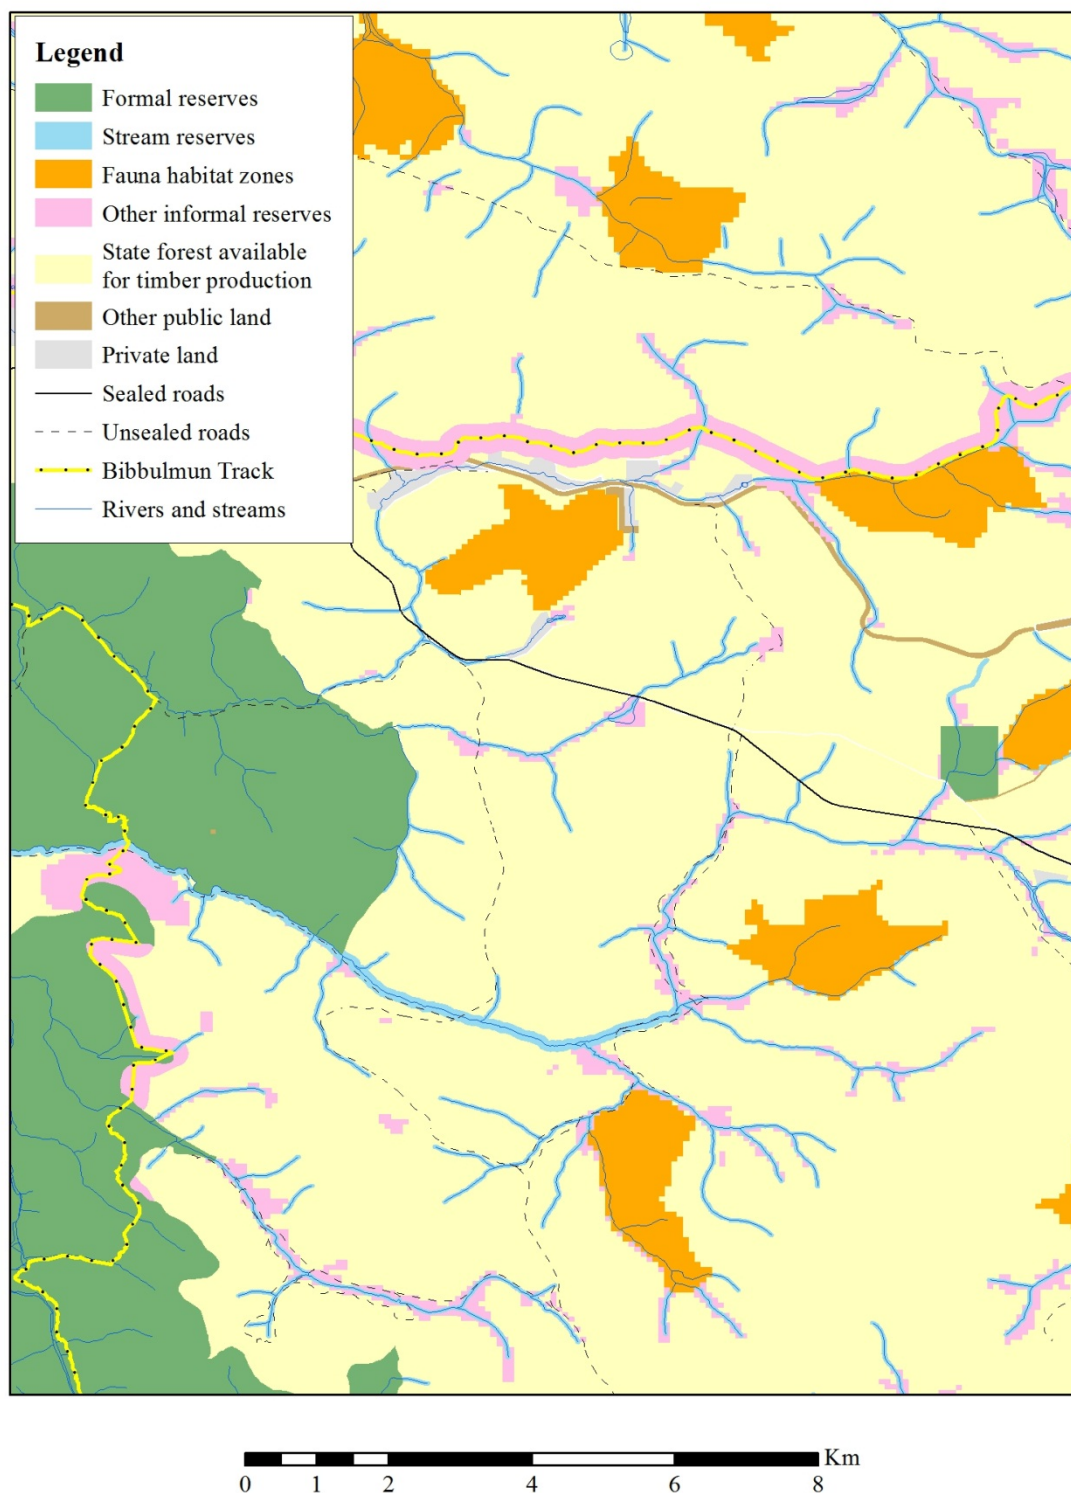 Legend
Formal reserves
Stream reserves
Fauna habitat zones
Other informal reserves
State forest available
for timber production
Other public land
Private land
Sealed roads
Unsealed roads
Bibbulmun Track
Rivers and streams
Km
0 1 2 4 6 8